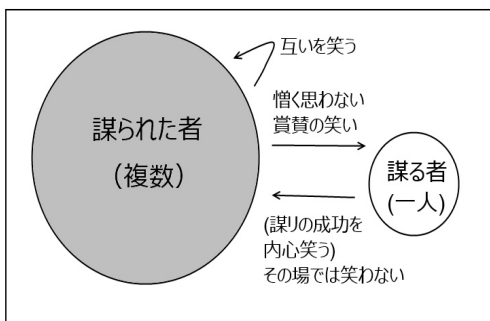 互いを笑う
謀られた者
(複数)
憎く思わない
賞賛の笑い
謀る者
(一人)
(謀りの成功を
内心笑う)
その場では笑わない